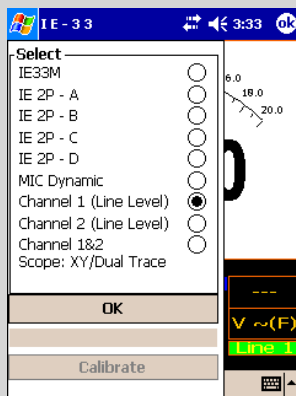 IE-33 3:33 ok
Select
IE33M
IE 2P - A
IE 2P - B
IE 2P - C
IE 2P - D
MIC Dynamic
Channel 1 (Line Level)
Channel 2 (Line Level)
Channel 1&2
Scope: XY/Dual Trace
OK
Calibrate
6.0
18.0
20.0
0
---
V ~(F)
Line 1